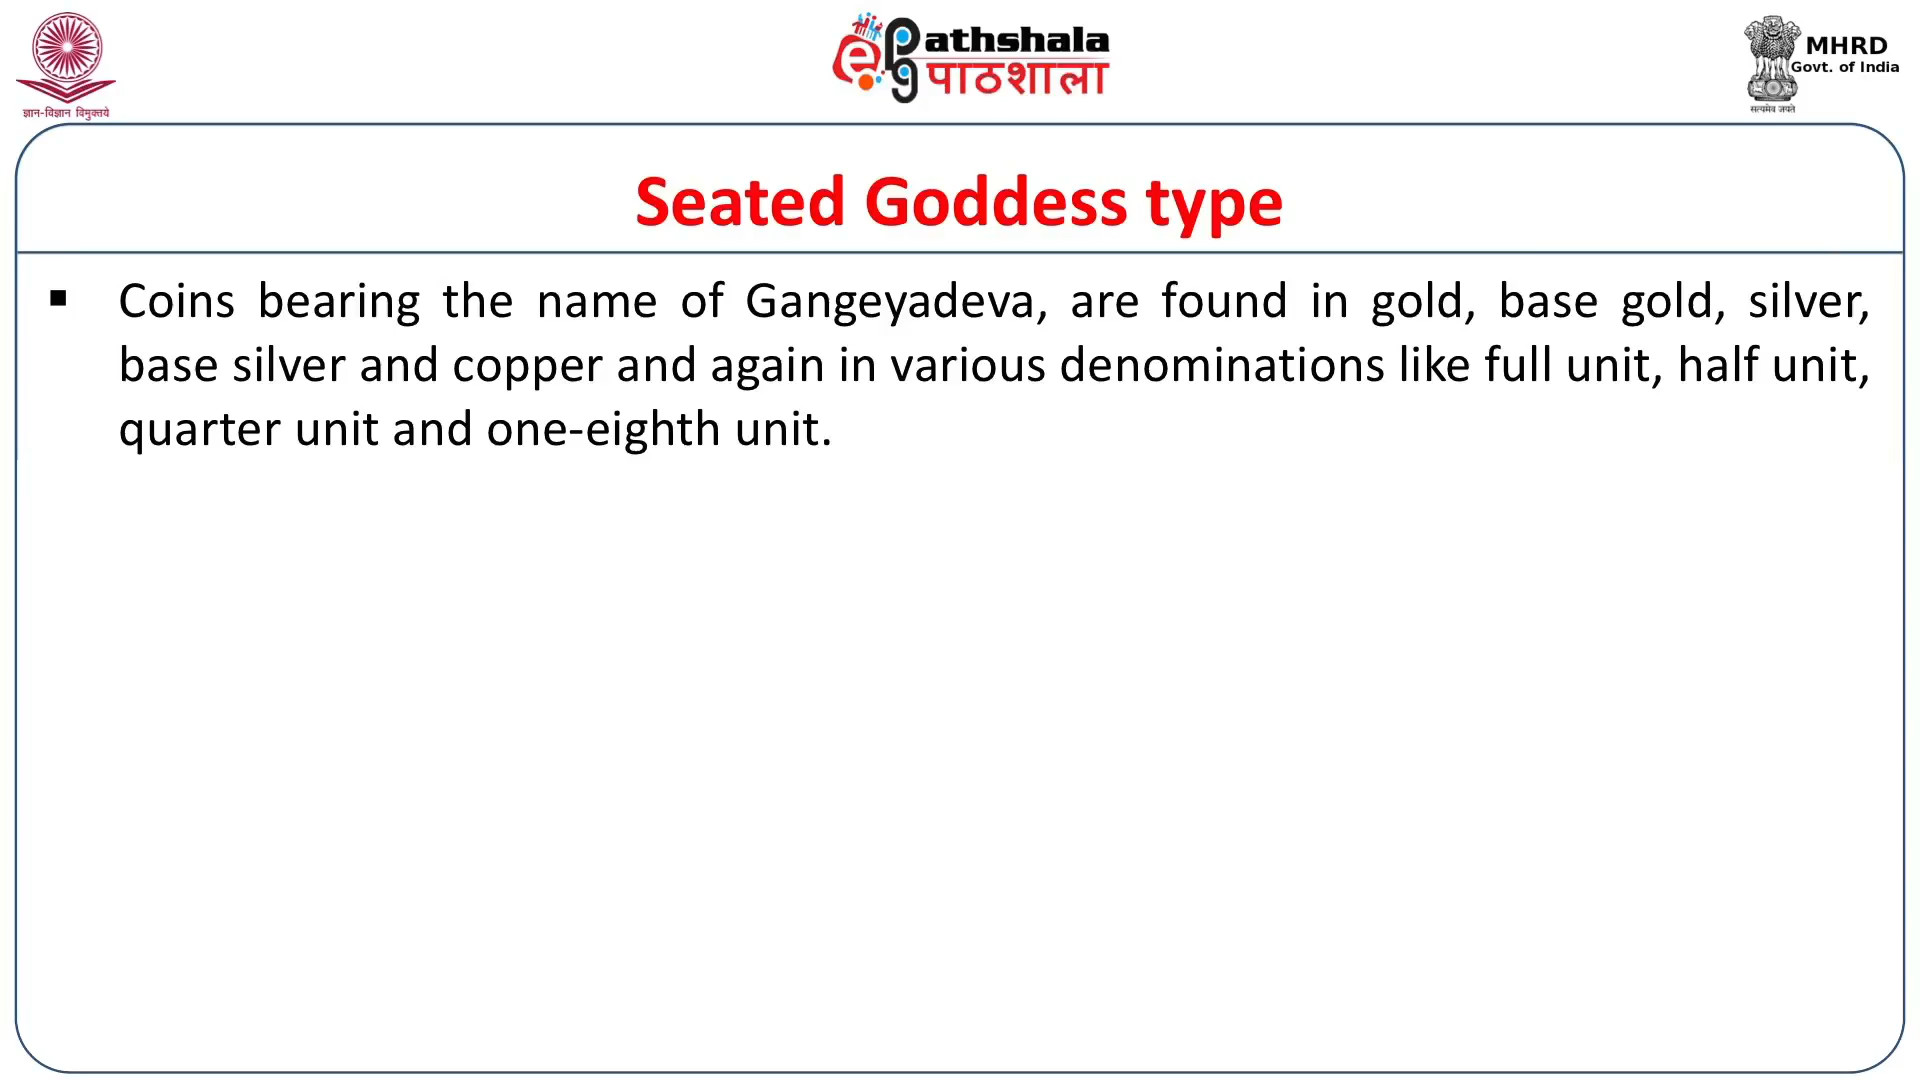 ज्ञान-विज्ञान विमुक्तये
e
pg
Pathshala
पाठशाला
MHRD
Govt. of India
सत्यमेव जयते
Seated Goddess type
▪ Coins bearing the name of Gangeyadeva, are found in gold, base gold, silver,
base silver and copper and again in various denominations like full unit, half unit,
quarter unit and one-eighth unit.